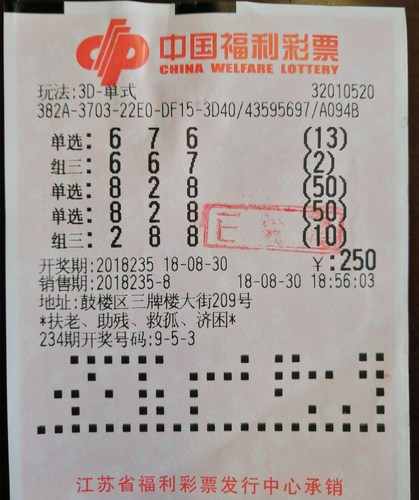 中国福利彩票
CHINA WELFARE LOTTERY
玩法:3D-单式 32010520
382A-3703-22E0-DF15-3D40/43595697/A094B
单选: 6 7 6 (13)
组三: 6 6 7 (2)
单选: 8 2 8 (50)
单选: 8 2 8 (50)
组三: 2 8 8 (10)
开奖期:2018235 18-08-30 ¥:250
销售期:2018235-8 18-08-30 18:56:03
地址:鼓楼区三牌楼大街209号
*扶老、助残、救孤、济困*
234期开奖号码:9-5-3
江苏省福利彩票发行中心承销